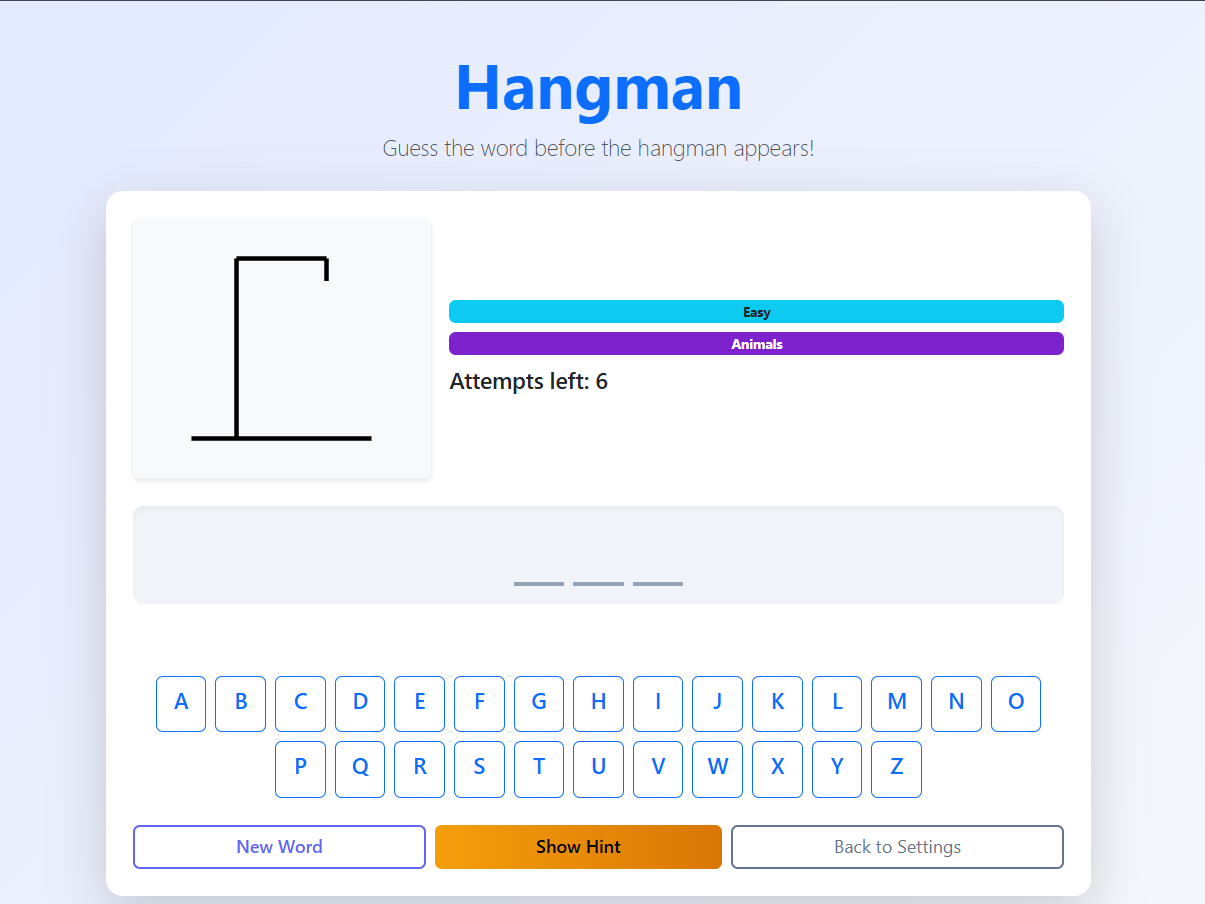 Hangman
Guess the word before the hangman appears!
Easy
Animals
Attempts left: 6
A B C D E F G H I J K L M N O
P Q R S T U V W X Y Z
New Word Show Hint Back to Settings